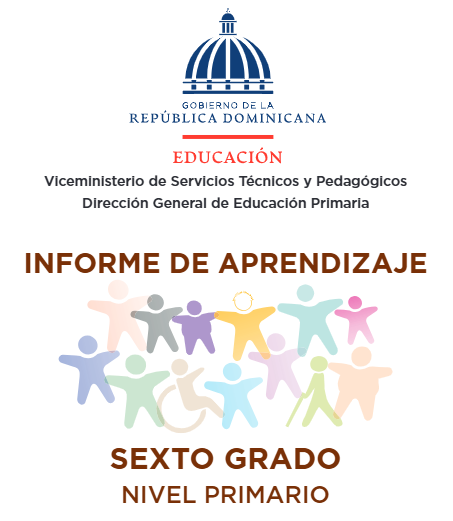 GOBIERNO DE LA
REPÚBLICA DOMINICANA
EDUCACIÓN
Viceministerio de Servicios Técnicos y Pedagógicos
Dirección General de Educación Primaria
INFORME DE APRENDIZAJE
SEXTO GRADO
NIVEL PRIMARIO